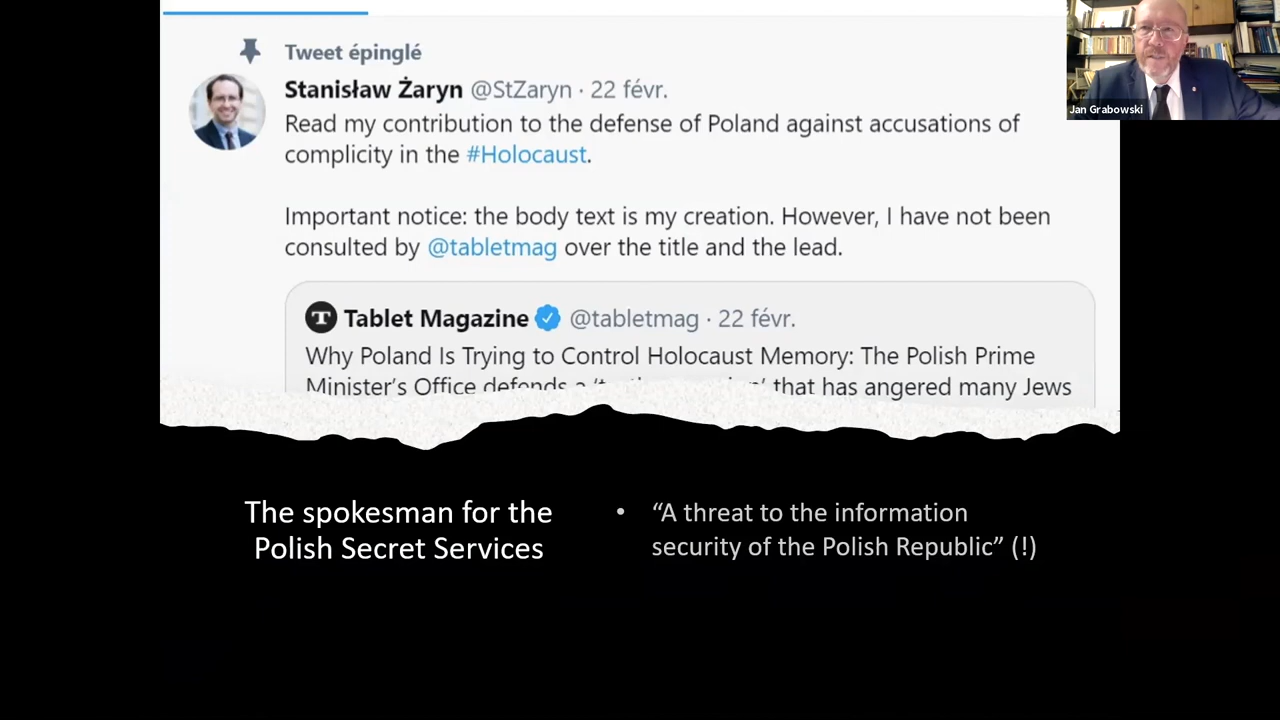 Tweet épinglé
Stanisław Żaryn @StZaryn · 22 févr.
Read my contribution to the defense of Poland against accusations of
complicity in the #Holocaust.
Important notice: the body text is my creation. However, I have not been
consulted by @tabletmag over the title and the lead.
T Tablet Magazine @tabletmag · 22 févr.
Why Poland Is Trying to Control Holocaust Memory: The Polish Prime
Minister’s Office defends a that has angered many Jews
Jan Grabowski
The spokesman for the
Polish Secret Services
• “A threat to the information
security of the Polish Republic” (!)